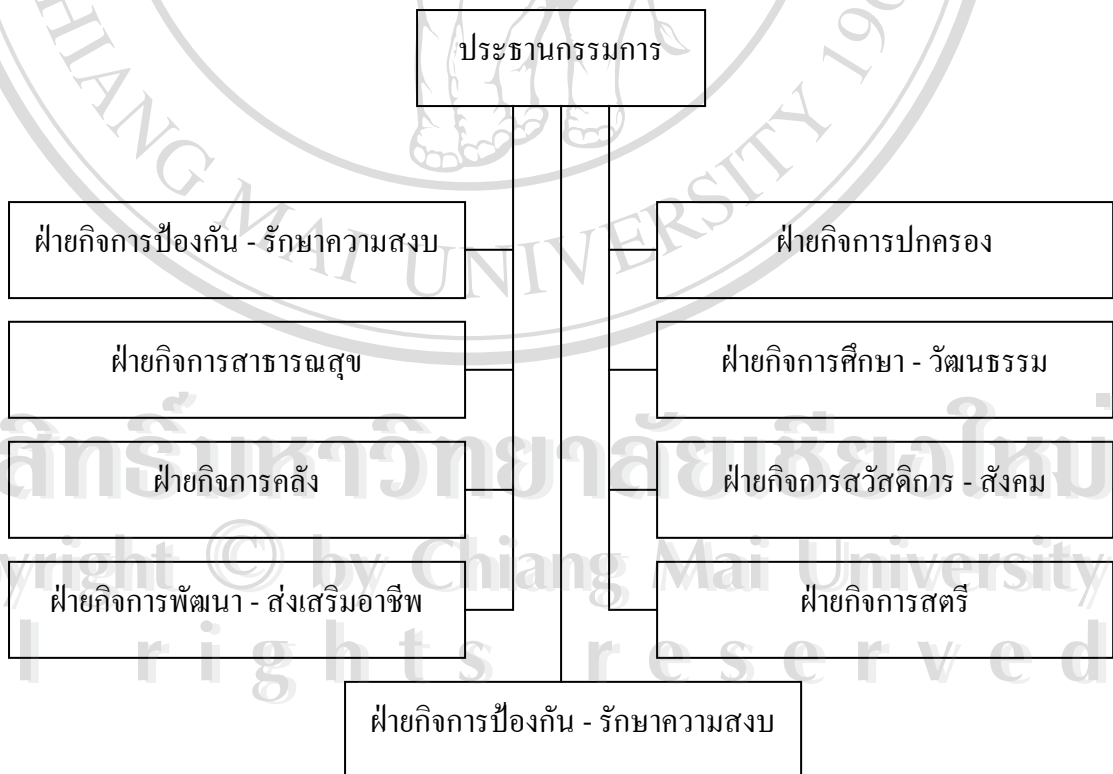 ประธานกรรมการ
ฝ่ายกิจการป้องกัน - รักษาความสงบ
ฝ่ายกิจการปกครอง
ฝ่ายกิจการสาธารณสุข
ฝ่ายกิจการศึกษา - วัฒนธรรม
ฝ่ายกิจการคลัง
ฝ่ายกิจการสวัสดิการ - สังคม
ฝ่ายกิจการพัฒนา - ส่งเสริมอาชีพ
ฝ่ายกิจการสตรี
ฝ่ายกิจการป้องกัน - รักษาความสงบ
CHIANG MAI UNIVERSITY 196
สิทธิ์มหาวิทยาลัยเชียงใหม่
yright © by Chiang Mai University
l rights reserved